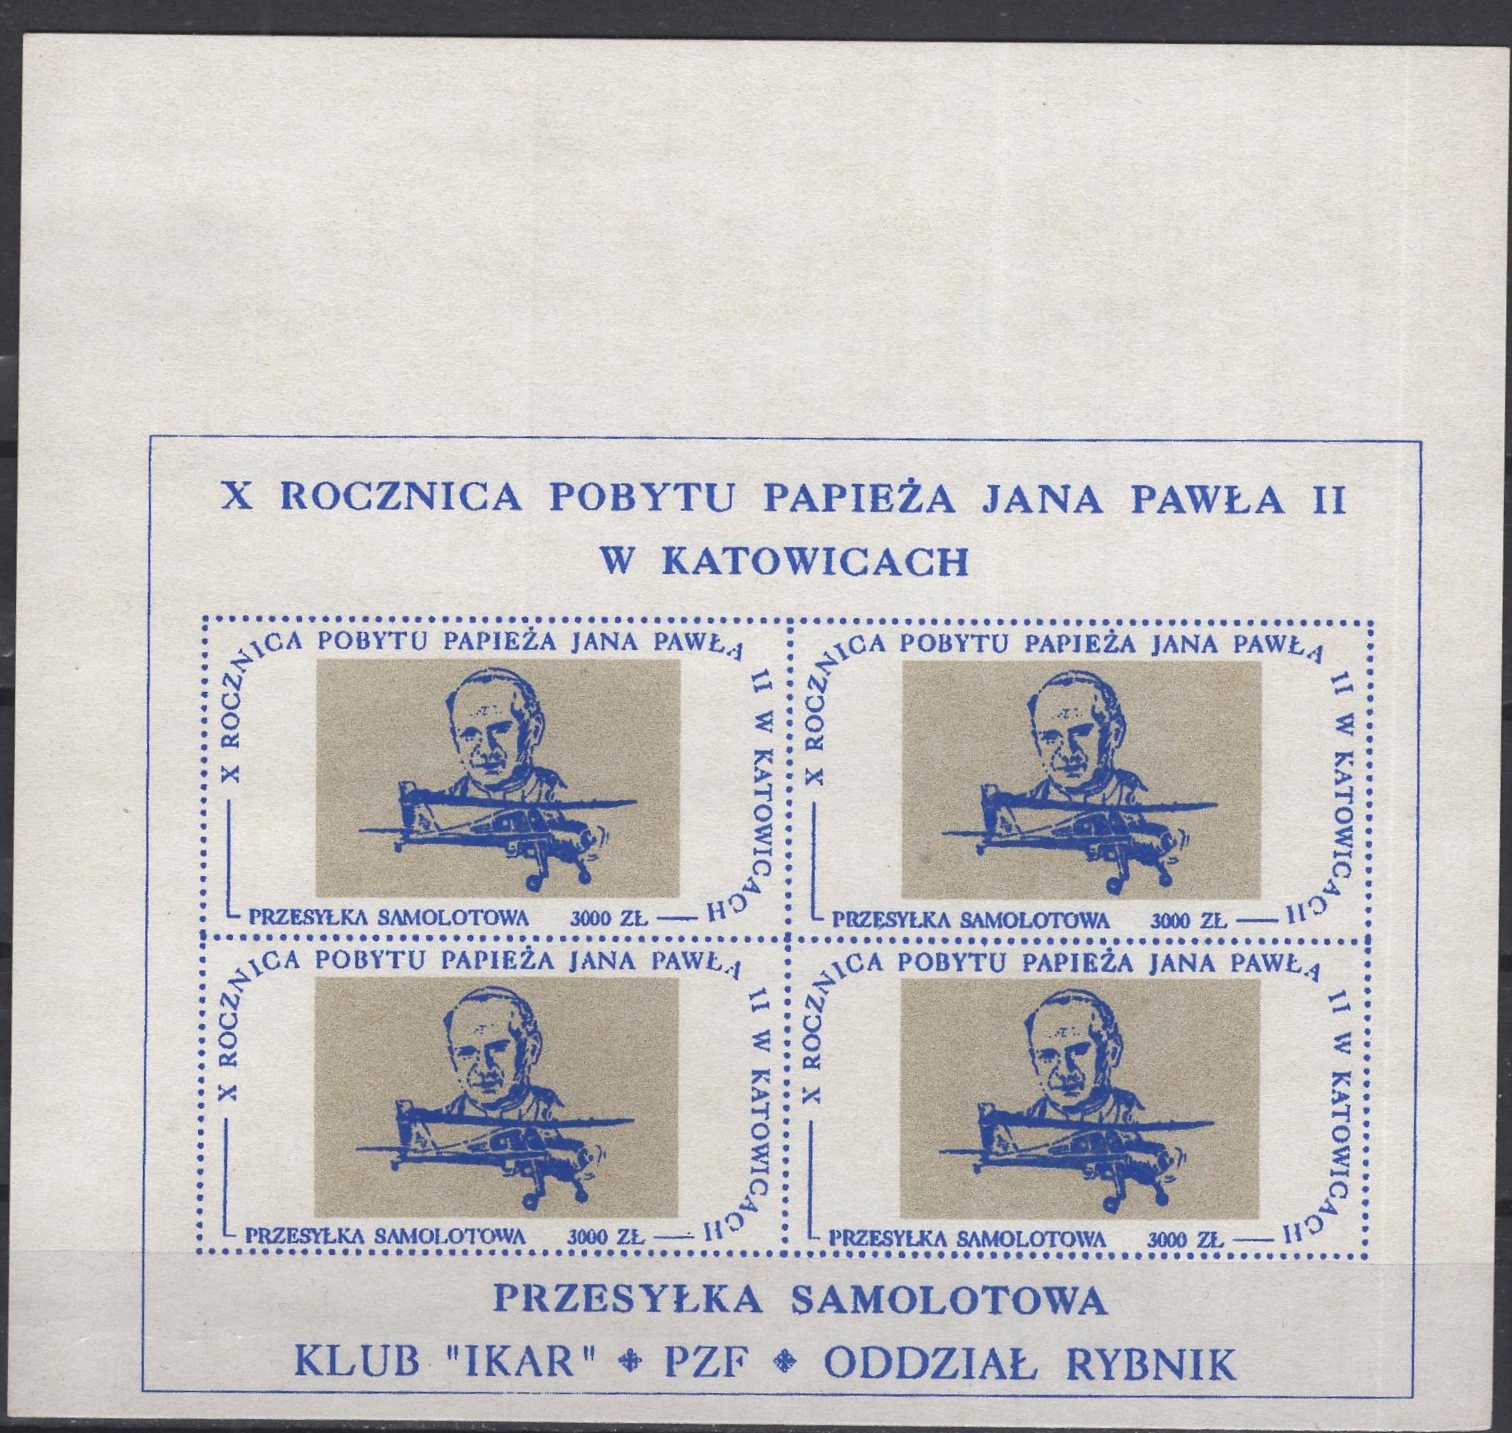 X ROCZNICA POBYTU PAPIEŻA JANA PAWŁA II
W KATOWICACH
X ROCZNICA POBYTU PAPIEŻA JANA PAWŁA II W KATOWICACH
PRZESYŁKA SAMOLOTOWA 3000 ZŁ
X ROCZNICA POBYTU PAPIEŻA JANA PAWŁA II W KATOWICACH
PRZESYŁKA SAMOLOTOWA 3000 ZŁ
X ROCZNICA POBYTU PAPIEŻA JANA PAWŁA II W KATOWICACH
PRZESYŁKA SAMOLOTOWA 3000 ZŁ
X ROCZNICA POBYTU PAPIEŻA JANA PAWŁA II W KATOWICACH
PRZESYŁKA SAMOLOTOWA 3000 ZŁ
PRZESYŁKA SAMOLOTOWA
KLUB "IKAR" * PZF * ODDZIAŁ RYBNIK